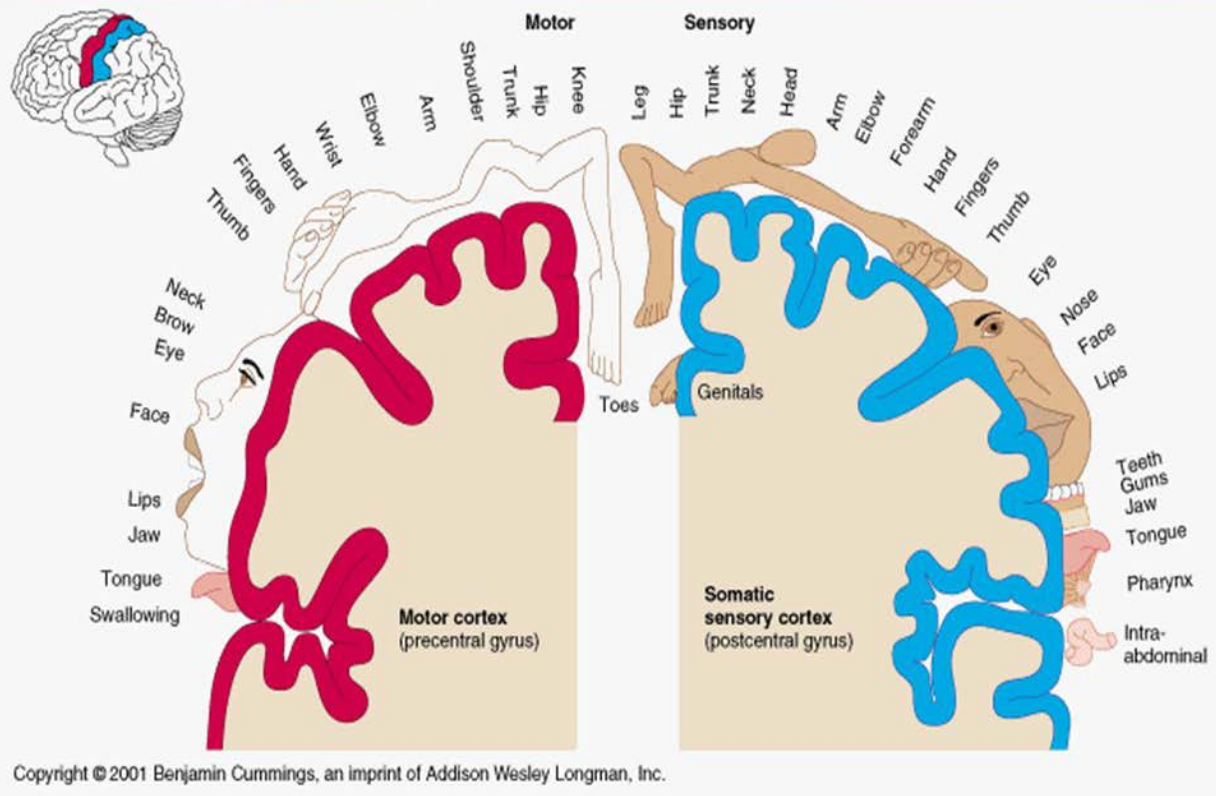 Motor
Sensory
Shoulder
Trunk
Hip
Knee
Elbow
Arm
Wrist
Hand
Fingers
Thumb
Neck
Brow
Eye
Face
Lips
Jaw
Tongue
Swallowing
Leg
Hip
Trunk
Neck
Head
Arm
Elbow
Forearm
Hand
Fingers
Thumb
Eye
Nose
Face
Lips
Teeth
Gums
Jaw
Tongue
Pharynx
Intra-
abdominal
Toes
Genitals
Motor cortex
(precentral gyrus)
Somatic
sensory cortex
(postcentral gyrus)
Copyright © 2001 Benjamin Cummings, an imprint of Addison Wesley Longman, Inc.